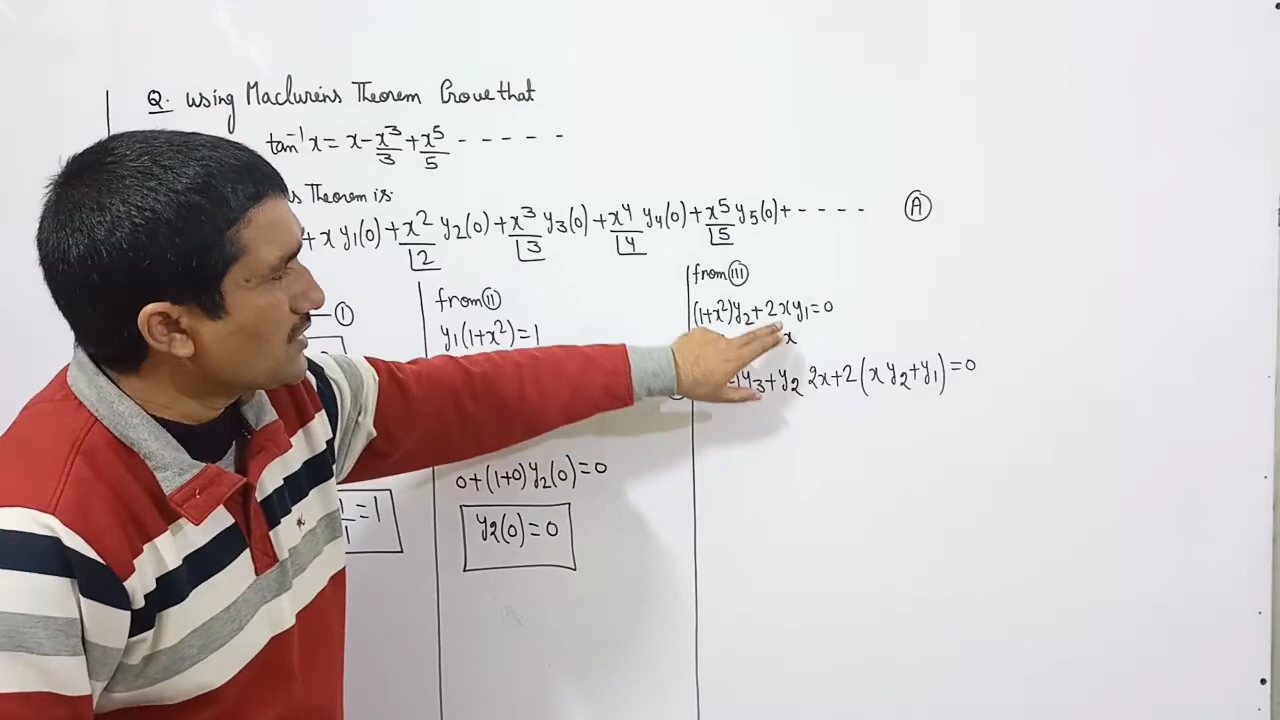 Q. using Maclureins Theorem Prove that
tan⁻¹x = x - x³/3 + x⁵/5 - - - - -
Theorem is:
+ x y₁(0) + x²/⌊2 y₂(0) + x³/⌊3 y₃(0) + x⁴/⌊4 y₄(0) + x⁵/⌊5 y₅(0) + - - - - Ⓐ
①
=1
from Ⓘⓘ
y₁(1+x²)=1
0+(1+0)y₂(0)=0
y₂(0)=0
from (III)
(1+x²)y₂+2xy₁=0
x
y₃+y₂ 2x+2(x y₂+y₁)=0